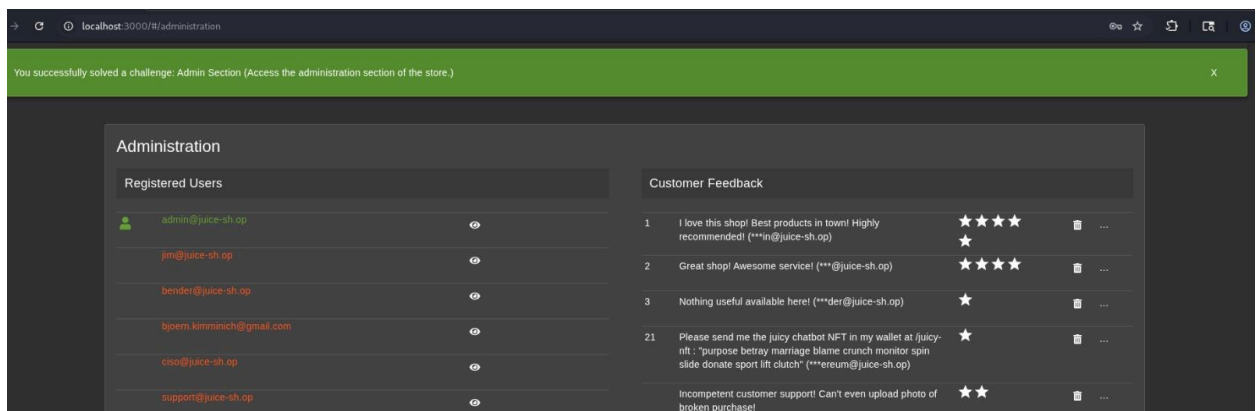 localhost:3000/#/administration
You successfully solved a challenge: Admin Section (Access the administration section of the store.)
X
Administration
Registered Users
admin@juice-sh.op
jim@juice-sh.op
bender@juice-sh.op
bjoern.kimminich@gmail.com
ciso@juice-sh.op
support@juice-sh.op
Customer Feedback
1 I love this shop! Best products in town! Highly
recommended! (***in@juice-sh.op)
...
2 Great shop! Awesome service! (***@juice-sh.op)
...
3 Nothing useful available here! (***der@juice-sh.op)
...
21 Please send me the juicy chatbot NFT in my wallet at /juicy-
nft : "purpose betray marriage blame crunch monitor spin
slide donate sport lift clutch" (***ereum@juice-sh.op)
...
Incompetent customer support! Can't even upload photo of
broken purchase!
...